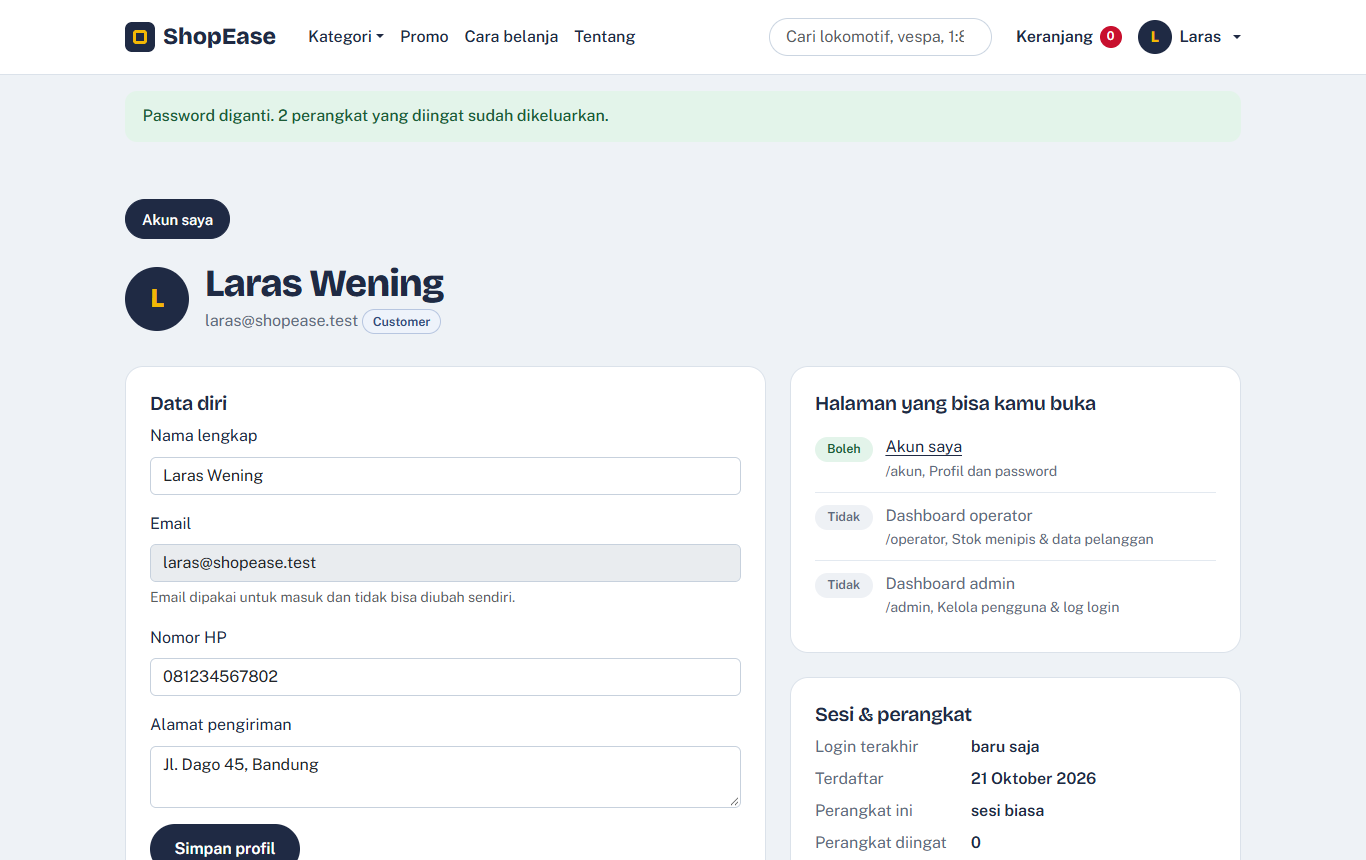 ShopEase
Kategori
Promo
Cara belanja
Tentang
Cari lokomotif, vespa, 1:8
Keranjang 0
L
Laras
Password diganti. 2 perangkat yang diingat sudah dikeluarkan.
Akun saya
L
Laras Wening
laras@shopease.test
Customer
Data diri
Nama lengkap
Laras Wening
Email
laras@shopease.test
Email dipakai untuk masuk dan tidak bisa diubah sendiri.
Nomor HP
081234567802
Alamat pengiriman
Jl. Dago 45, Bandung
Simpan profil
Halaman yang bisa kamu buka
Boleh
Akun saya
/akun, Profil dan password
Tidak
Dashboard operator
/operator, Stok menipis & data pelanggan
Tidak
Dashboard admin
/admin, Kelola pengguna & log login
Sesi & perangkat
Login terakhir
baru saja
Terdaftar
21 Oktober 2026
Perangkat ini
sesi biasa
Perangkat diingat
0